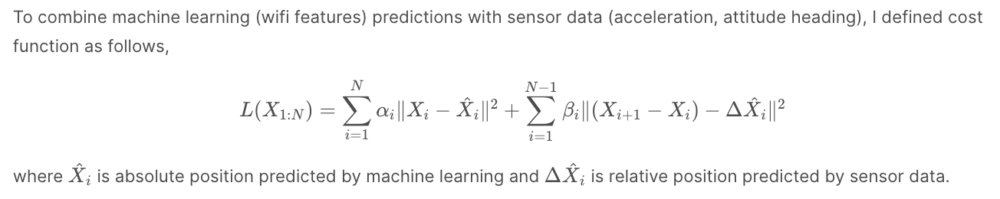 To combine machine learning (wifi features) predictions with sensor data (acceleration, attitude heading), I defined cost
function as follows,
$$L(X_{1:N}) = \sum_{i=1}^{N} \alpha_i \| X_i - \hat{X}_i \|^2 + \sum_{i=1}^{N-1} \beta_i \| (X_{i+1} - X_i) - \Delta \hat{X}_i \|^2$$
where $\hat{X}_i$ is absolute position predicted by machine learning and $\Delta \hat{X}_i$ is relative position predicted by sensor data.